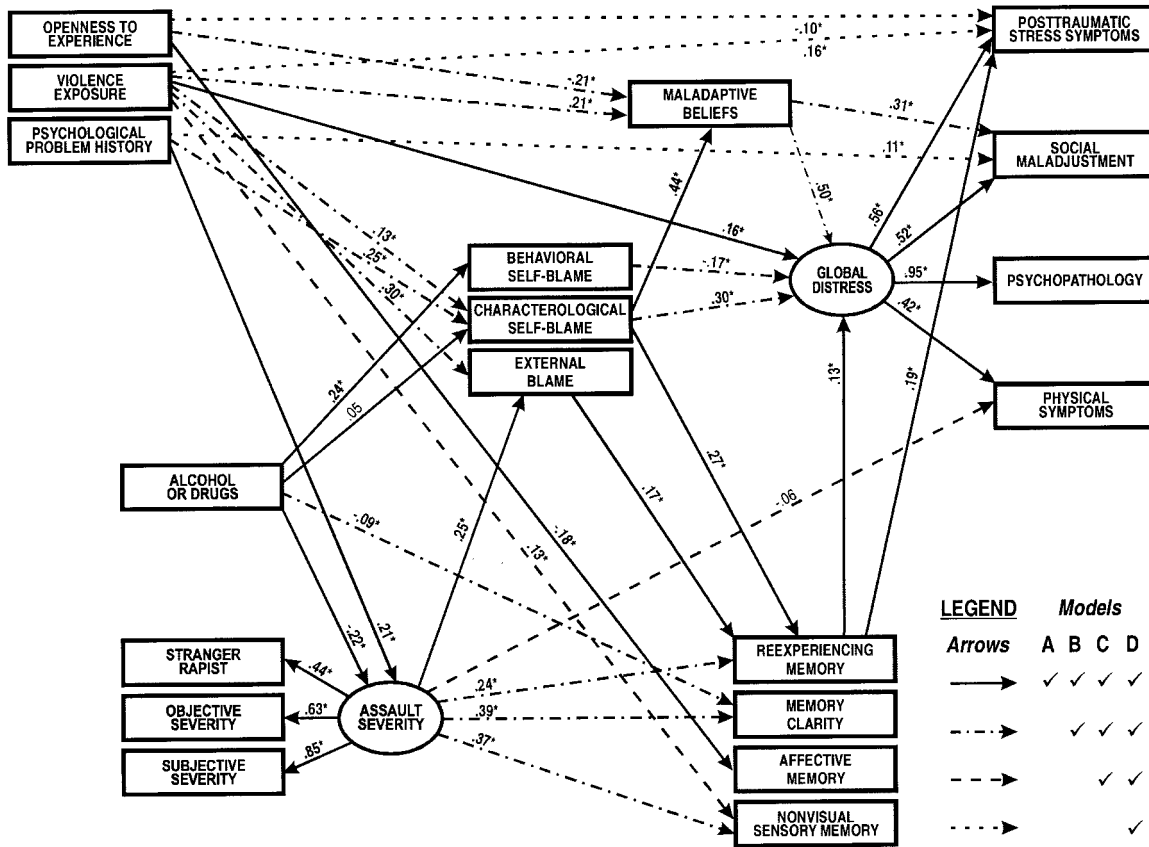 OPENNESS TO
EXPERIENCE
VIOLENCE
EXPOSURE
PSYCHOLOGICAL
PROBLEM HISTORY
POSTTRAUMATIC
STRESS SYMPTOMS
-.10*
.16*
-.21*
.21*
MALADAPTIVE
BELIEFS
.31*
.11*
SOCIAL
MALADJUSTMENT
.44*
.50*
.56*
.52*
.13*
.25*
.30*
.16*
BEHAVIORAL
SELF-BLAME
-.17*
GLOBAL
DISTRESS
.95*
PSYCHOPATHOLOGY
CHARACTEROLOGICAL
SELF-BLAME
.30*
.42*
EXTERNAL
BLAME
.24*
.05
.13*
.19*
PHYSICAL
SYMPTOMS
ALCOHOL
OR DRUGS
-.09*
.27*
.17*
.25*
-.18*
.13*
-.06
-.22*
.21*
STRANGER
RAPIST
.44*
OBJECTIVE
SEVERITY
.63*
SUBJECTIVE
SEVERITY
.85*
ASSAULT
SEVERITY
.24*
.39*
.37*
REEXPERIENCING
MEMORY
MEMORY
CLARITY
AFFECTIVE
MEMORY
NONVISUAL
SENSORY MEMORY
LEGEND Models
Arrows A B C D
✓ ✓ ✓ ✓
✓ ✓ ✓
✓ ✓
✓